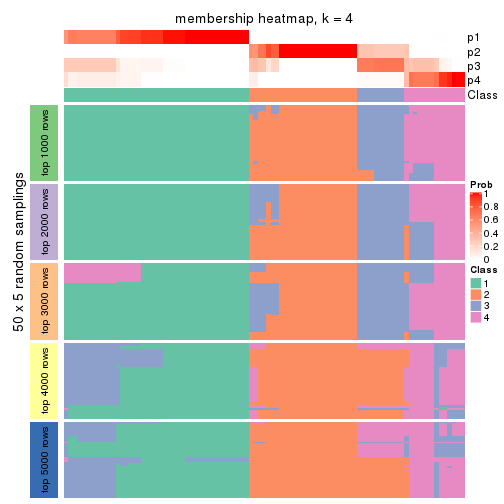 membership heatmap, k = 4
p1
p2
p3
p4
Class
50 x 5 random samplings
top 1000 rows
top 2000 rows
top 3000 rows
top 4000 rows
top 5000 rows
Prob
1
0.8
0.6
0.4
0.2
0
Class
1
2
3
4